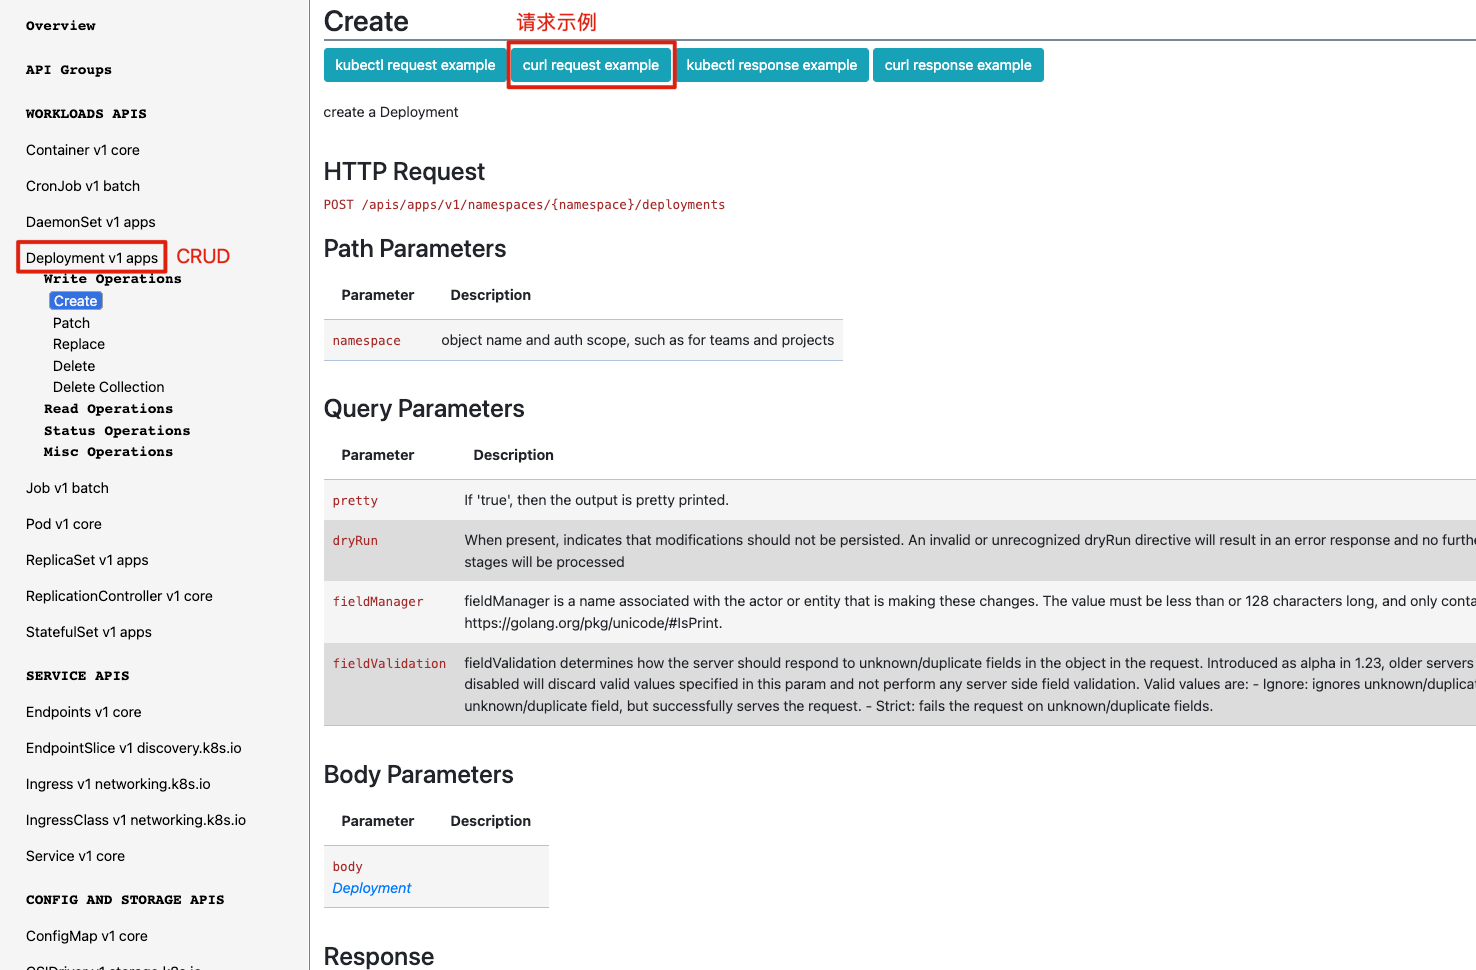 Overview
API Groups
WORKLOADS APIS
Container v1 core
CronJob v1 batch
DaemonSet v1 apps
Deployment v1 apps
CRUD
Write Operations
Create
Patch
Replace
Delete
Delete Collection
Read Operations
Status Operations
Misc Operations
Job v1 batch
Pod v1 core
ReplicaSet v1 apps
ReplicationController v1 core
StatefulSet v1 apps
SERVICE APIS
Endpoints v1 core
EndpointSlice v1 discovery.k8s.io
Ingress v1 networking.k8s.io
IngressClass v1 networking.k8s.io
Service v1 core
CONFIG AND STORAGE APIS
ConfigMap v1 core
Create
请求示例
kubectl request example
curl request example
kubectl response example
curl response example
create a Deployment
HTTP Request
POST /apis/apps/v1/namespaces/{namespace}/deployments
Path Parameters
Parameter Description
namespace object name and auth scope, such as for teams and projects
Query Parameters
Parameter Description
pretty If 'true', then the output is pretty printed.
dryRun When present, indicates that modifications should not be persisted. An invalid or unrecognized dryRun directive will result in an error response and no
stages will be processed
fieldManager fieldManager is a name associated with the actor or entity that is making these changes. The value must be less than or 128 characters long, and only
https://golang.org/pkg/unicode/#IsPrint.
fieldValidation fieldValidation determines how the server should respond to unknown/duplicate fields in the object in the request. Introduced as alpha in 1.23, older servers
disabled will discard valid values specified in this param and not perform any server side field validation. Valid values are: - Ignore: ignores
unknown/duplicate field, but successfully serves the request. - Strict: fails the request on unknown/duplicate fields.
Body Parameters
Parameter Description
body
Deployment
Response